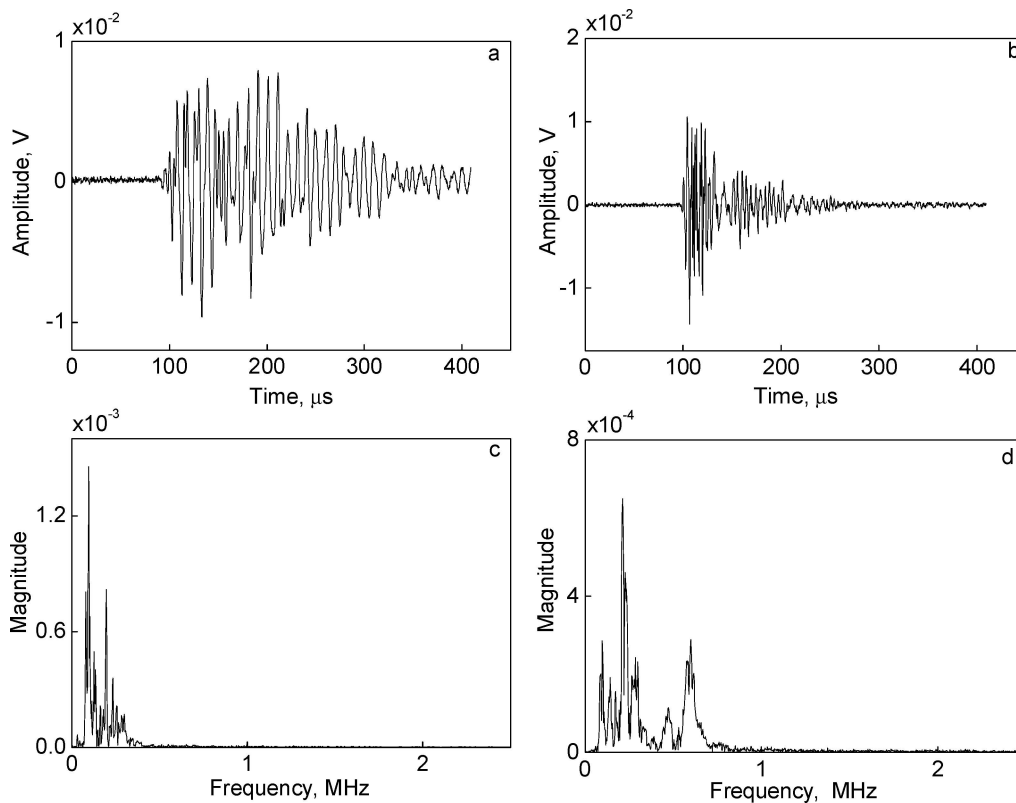 x10⁻²
1
0
-1
Amplitude, V
a
0 100 200 300 400
Time, μs
x10⁻²
2
1
0
-1
Amplitude, V
b
0 100 200 300 400
Time, μs
x10⁻³
1.2
0.6
0.0
Magnitude
c
0 1 2
Frequency, MHz
x10⁻⁴
8
4
0
Magnitude
d
0 1 2
Frequency, MHz